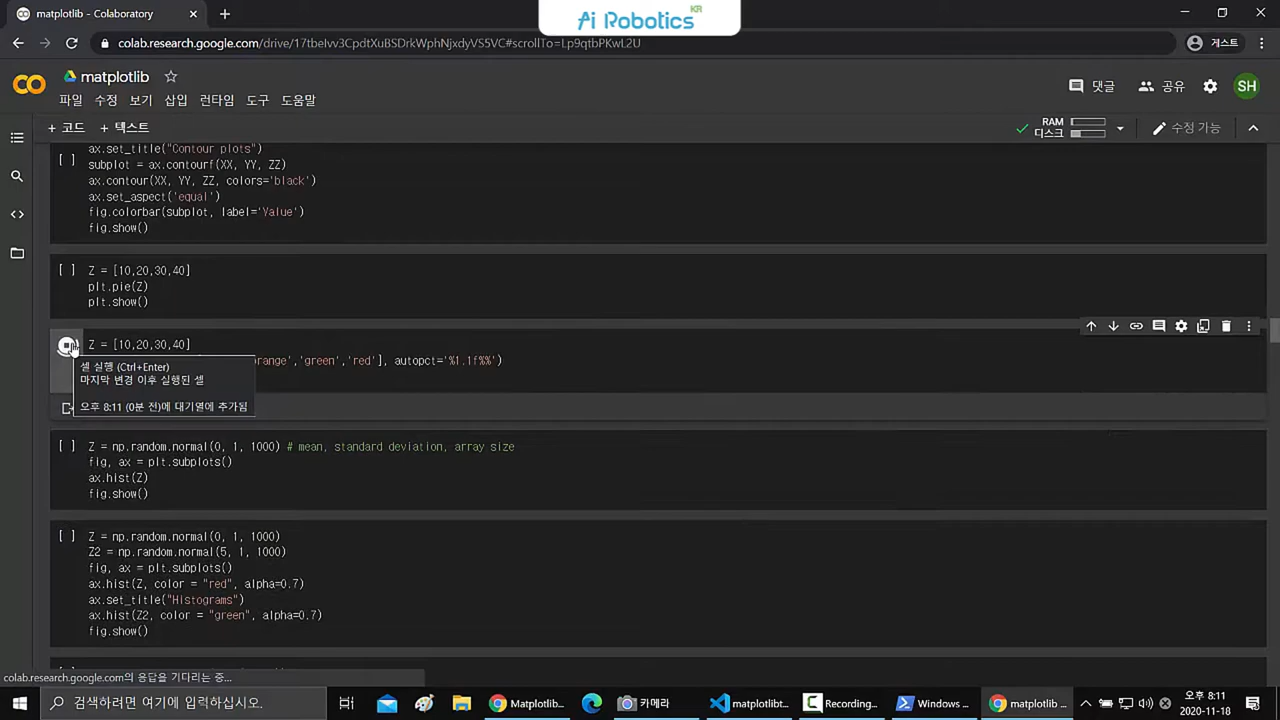 matplotlib - Colaboratory
Ai Robotics KR
colab.research.google.com/drive/17tbeIvv3CpdtXuBSDrkWphNjxdyVS5VC#scrollTo=Lp9qtbPKwL2U
게스트
matplotlib
파일 수정 보기 삽입 런타임 도구 도움말
댓글 공유 SH
+ 코드 + 텍스트
RAM
디스크
수정 가능
ax.set_title("Contour plots")
[ ] subplot = ax.contourf(XX, YY, ZZ)
ax.contour(XX, YY, ZZ, colors='black')
ax.set_aspect('equal')
fig.colorbar(subplot, label='Value')
fig.show()
[ ] Z = [10,20,30,40]
plt.pie(Z)
plt.show()
Z = [10,20,30,40]
orange','green','red'], autopct='%1.1f%%')
셀 실행 (Ctrl+Enter)
마지막 변경 이후 실행된 셀
오후 8:11 (0분 전)에 대기열에 추가됨
[ ] Z = np.random.normal(0, 1, 1000) # mean, standard deviation, array size
fig, ax = plt.subplots()
ax.hist(Z)
fig.show()
[ ] Z = np.random.normal(0, 1, 1000)
Z2 = np.random.normal(5, 1, 1000)
fig, ax = plt.subplots()
ax.hist(Z, color = "red", alpha=0.7)
ax.set_title("Histograms")
ax.hist(Z2, color = "green", alpha=0.7)
fig.show()
colab.research.google.com의 응답을 기다리는 중...
검색하려면 여기에 입력하십시오.
Matplotlib...
카메라
matplotlibt...
Recording...
Windows ...
matplotlib ...
오후 8:11
2020-11-18